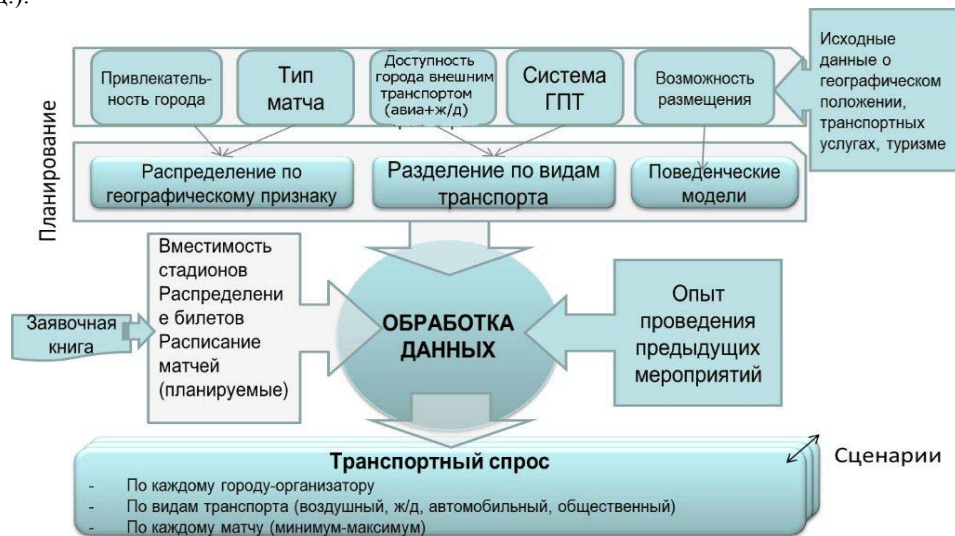 д.).
Привлекатель-
ность города
Тип
матча
Доступность
города внешним
транспортом
(авиа+ж/д)
Система
ГПТ
Возможность
размещения
Исходные
данные о
географическом
положении,
транспортных
услугах, туризме
Планирование
Распределение по
географическому признаку
Разделение по видам
транспорта
Поведенческие
модели
Заявочная
книга
Вместимость
стадионов
Распределени
е билетов
Расписание
матчей
(планируемые)
ОБРАБОТКА
ДАННЫХ
Опыт
проведения
предыдущих
мероприятий
Транспортный спрос
- По каждому городу-организатору
- По видам транспорта (воздушный, ж/д, автомобильный, общественный)
- По каждому матчу (минимум-максимум)
Сценарии